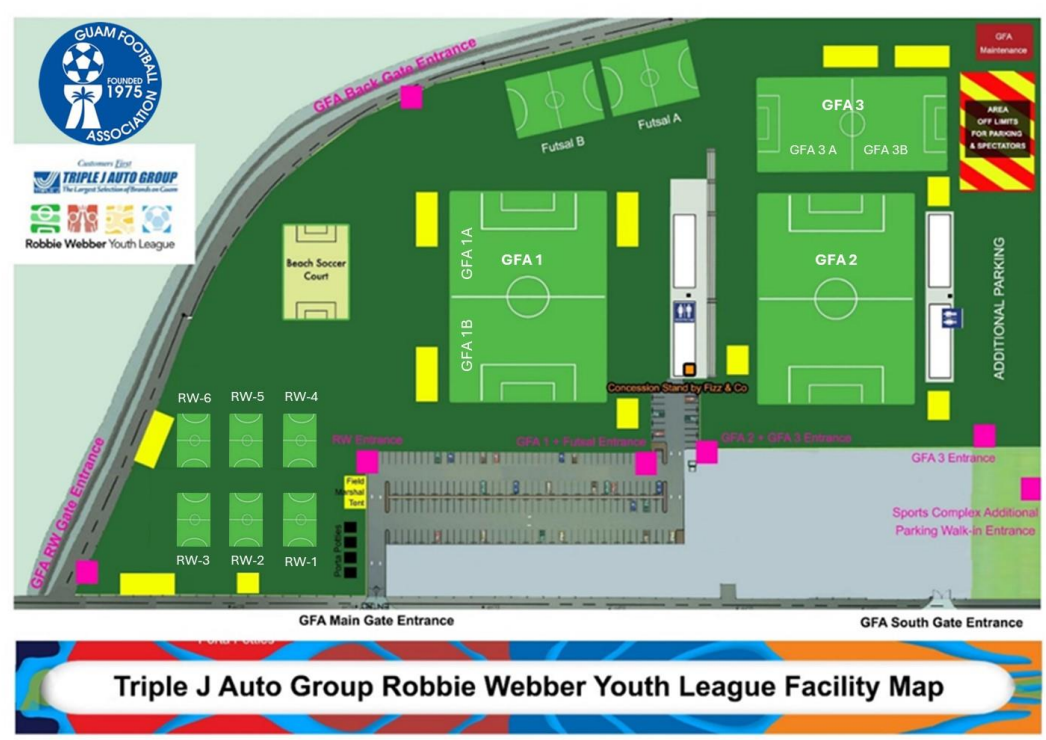 GUAM FOOTBALL
ASSOCIATION
FOUNDED
1975
Customers First
TRIPLE J AUTO GROUP
The Largest Selection of Brands on Guam
Robbie Webber Youth League
GFA Back Gate Entrance
GFA RW Gate Entrance
Futsal B
Futsal A
GFA
Maintenance
AREA
OFF LIMITS
FOR PARKING
& SPECTATORS
GFA 3
GFA 3 A
GFA 3B
Beach Soccer
Court
GFA 1A
GFA 1
GFA 1B
GFA 2
ADDITIONAL PARKING
Concession Stand by Fizz & Co
RW-6
RW-5
RW-4
RW Entrance
GFA 1 + Futsal Entrance
GFA 2 + GFA 3 Entrance
GFA 3 Entrance
Field
Marshal
Tent
Sports Complex Additional
Parking Walk-in Entrance
Porta Potties
RW-3
RW-2
RW-1
GFA Main Gate Entrance
GFA South Gate Entrance
Porta Potties
Triple J Auto Group Robbie Webber Youth League Facility Map